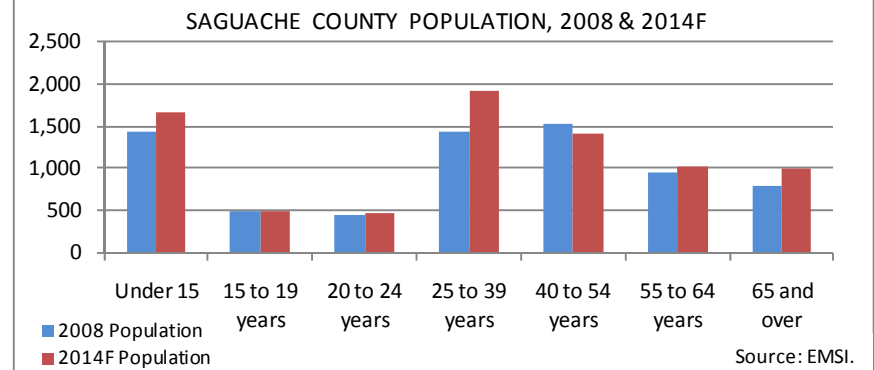 SAGUACHE COUNTY POPULATION, 2008 & 2014F
2,500
2,000
1,500
1,000
500
0
Under 15 15 to 19 20 to 24 25 to 39 40 to 54 55 to 64 65 and
years years years years years over
2008 Population
2014F Population
Source: EMSI.